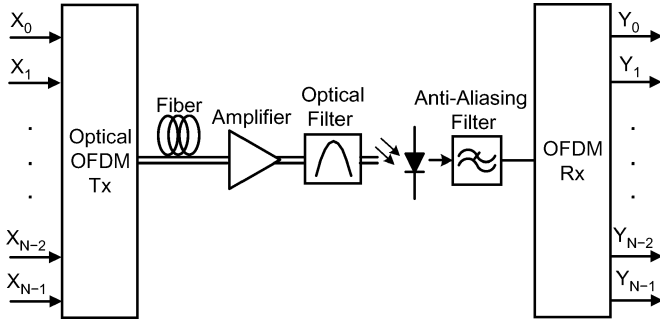 X0
X1
.
.
.
XN-2
XN-1
Optical
OFDM
Tx
Fiber
Amplifier
Optical
Filter
Anti-Aliasing
Filter
OFDM
Rx
Y0
Y1
.
.
.
YN-2
YN-1